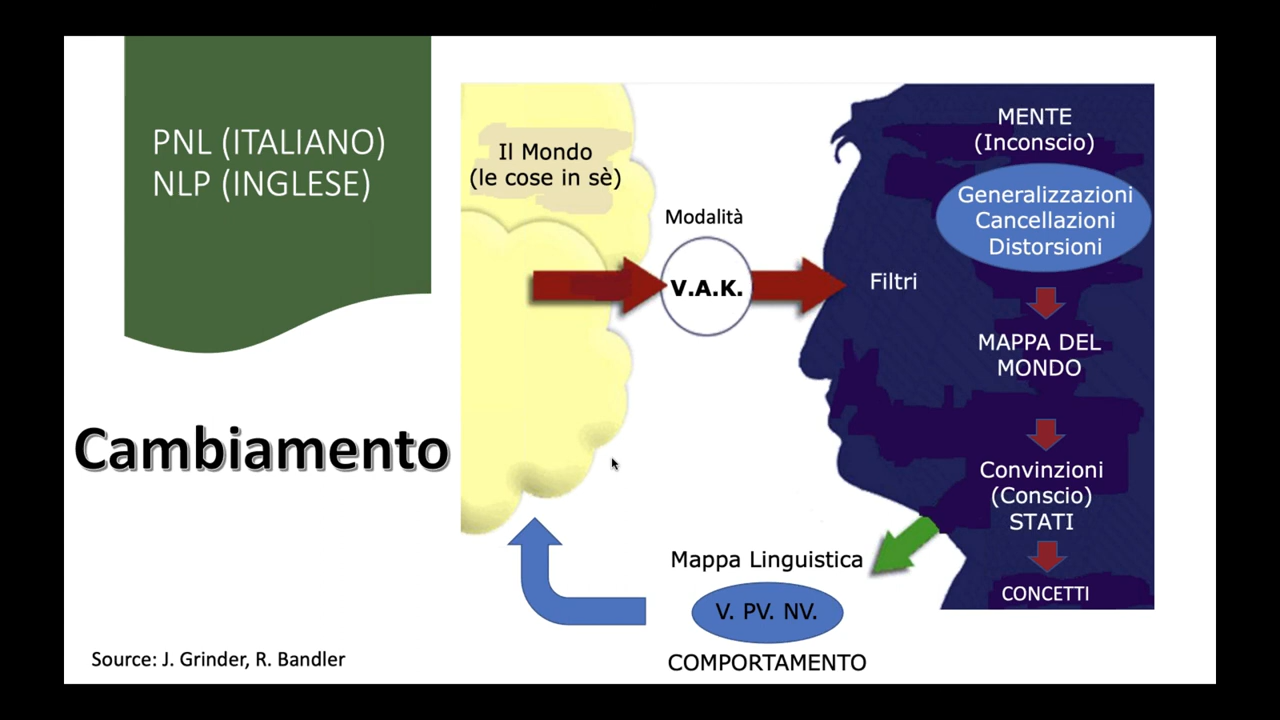 PNL (ITALIANO)
NLP (INGLESE)
Cambiamento
Source: J. Grinder, R. Bandler
Il Mondo
(le cose in sè)
Modalità
V.A.K.
Filtri
MENTE
(Inconscio)
Generalizzazioni
Cancellazioni
Distorsioni
MAPPA DEL
MONDO
Convinzioni
(Conscio)
STATI
CONCETTI
Mappa Linguistica
V. PV. NV.
COMPORTAMENTO